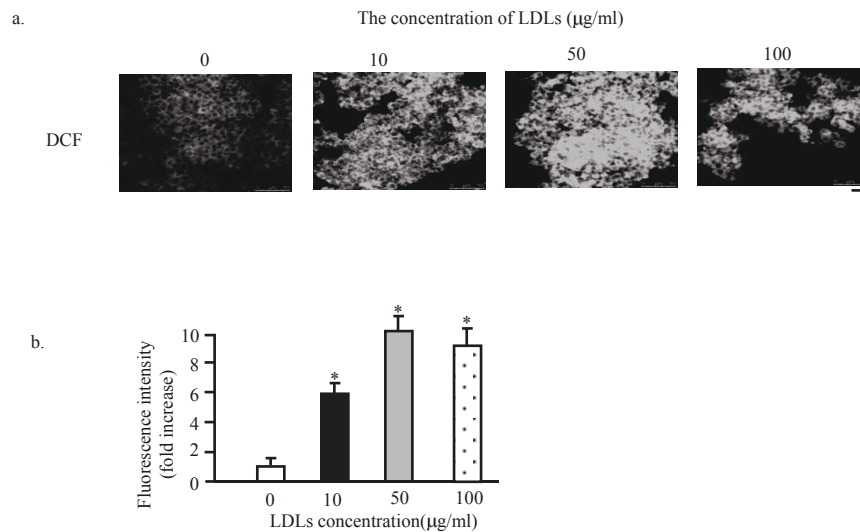 a.
The concentration of LDLs (μg/ml)
0 10 50 100
DCF
b.
Fluorescence intensity
(fold increase)
10
8
6
4
2
0
* * *
0 10 50 100
LDLs concentration(μg/ml)